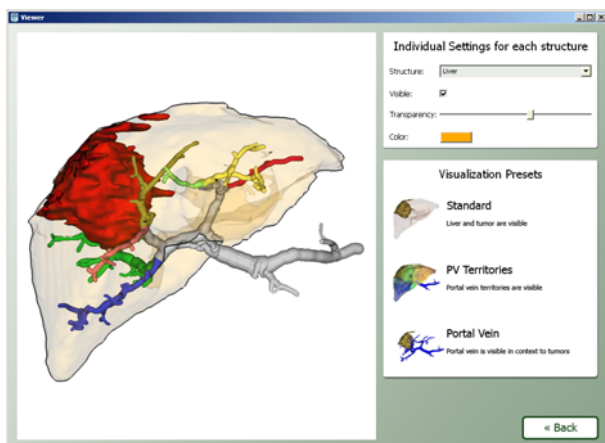 Viewer
Individual Settings for each structure
Structure: Liver
Visible:
Transparency:
Color:
Visualization Presets
Standard
Liver and tumor are visible
PV Territories
Portal vein territories are visible
Portal Vein
Portal vein is visible in context to tumors
« Back